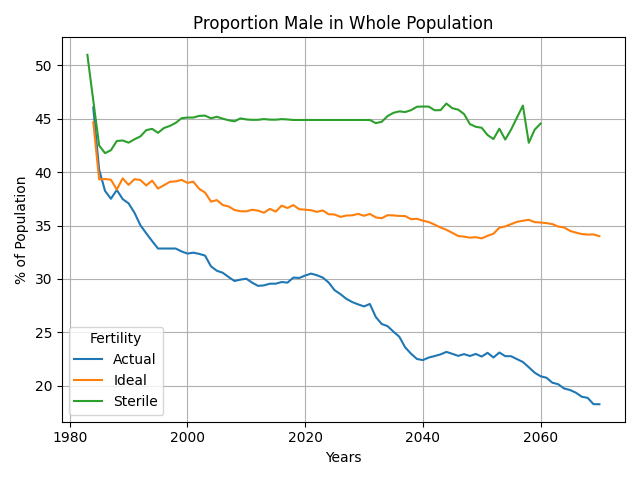 Proportion Male in Whole Population
% of Population
50
45
40
35
30
25
20
Fertility
Actual
Ideal
Sterile
1980 2000 2020 2040 2060
Years